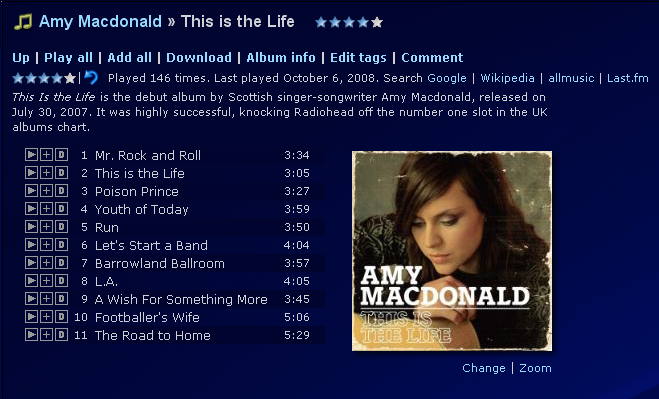 Amy Macdonald » This is the Life
Up | Play all | Add all | Download | Album info | Edit tags | Comment
| Played 146 times. Last played October 6, 2008. Search Google | Wikipedia | allmusic | Last.fm
This Is the Life is the debut album by Scottish singer-songwriter Amy Macdonald, released on
July 30, 2007. It was highly successful, knocking Radiohead off the number one slot in the UK
albums chart.
+ D 1 Mr. Rock and Roll 3:34
+ D 2 This is the Life 3:05
+ D 3 Poison Prince 3:27
+ D 4 Youth of Today 3:59
+ D 5 Run 3:50
+ D 6 Let's Start a Band 4:04
+ D 7 Barrowland Ballroom 3:57
+ D 8 L.A. 4:05
+ D 9 A Wish For Something More 3:45
+ D 10 Footballer's Wife 5:06
+ D 11 The Road to Home 5:29
AMY
MACDONALD
THIS IS
THE LIFE
Change | Zoom